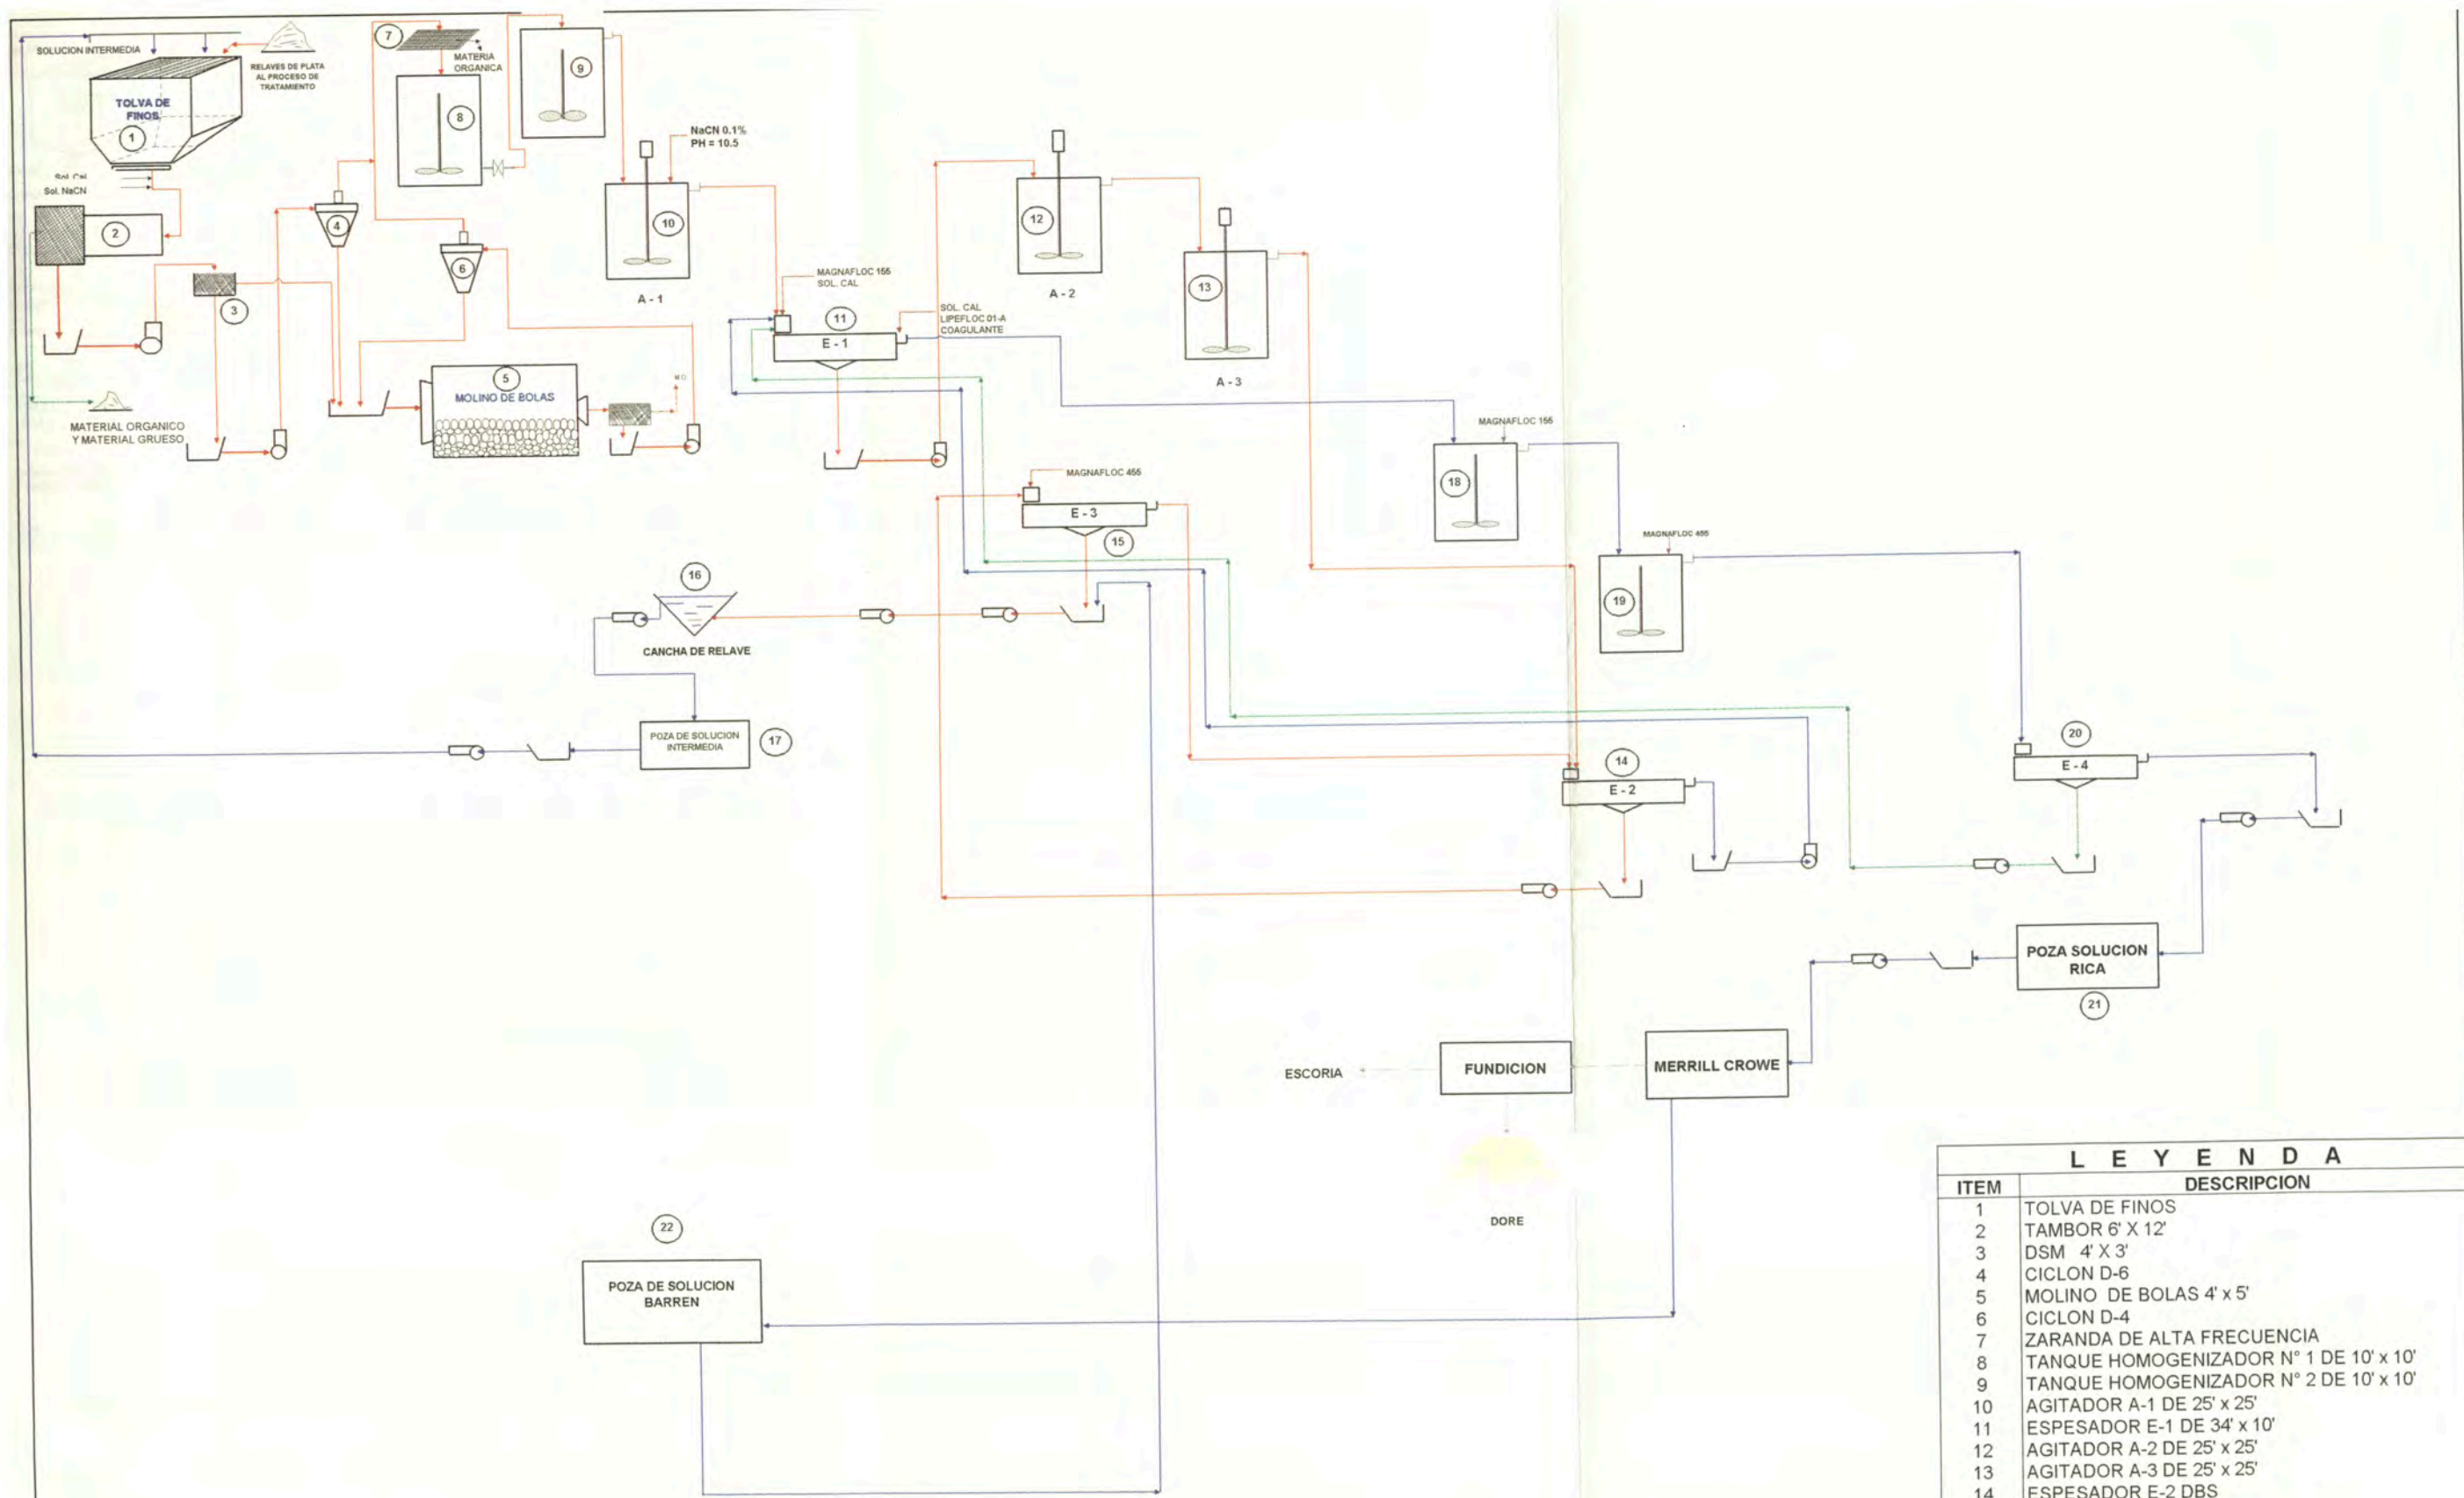 SOLUCION INTERMEDIA
RELAVES DE PLATA
AL PROCESO DE
TRATAMIENTO
TOLVA DE
FINOS
1
Sol. Cal
Sol. NaCN
2
3
4
MATERIAL ORGANICO
Y MATERIAL GRUESO
5
MOLINO DE BOLAS
6
7
MATERIA
ORGANICA
8
9
NaCN 0.1%
PH = 10.5
10
A - 1
M.O
MAGNAFLOC 155
SOL. CAL
11
E - 1
SOL. CAL
LIPEFLOC 01-A
COAGULANTE
12
A - 2
13
A - 3
MAGNAFLOC 455
E - 3
15
16
CANCHA DE RELAVE
POZA DE SOLUCION
INTERMEDIA
17
MAGNAFLOC 155
18
MAGNAFLOC 455
19
14
E - 2
20
E - 4
POZA SOLUCION
RICA
21
MERRILL CROWE
FUNDICION
ESCORIA
DORE
22
POZA DE SOLUCION
BARREN
L E Y E N D A
ITEM DESCRIPCION
1 TOLVA DE FINOS
2 TAMBOR 6' X 12'
3 DSM 4' X 3'
4 CICLON D-6
5 MOLINO DE BOLAS 4' x 5'
6 CICLON D-4
7 ZARANDA DE ALTA FRECUENCIA
8 TANQUE HOMOGENIZADOR N° 1 DE 10' x 10'
9 TANQUE HOMOGENIZADOR N° 2 DE 10' x 10'
10 AGITADOR A-1 DE 25' x 25'
11 ESPESADOR E-1 DE 34' x 10'
12 AGITADOR A-2 DE 25' x 25'
13 AGITADOR A-3 DE 25' x 25'
14 ESPESADOR E-2 DBS